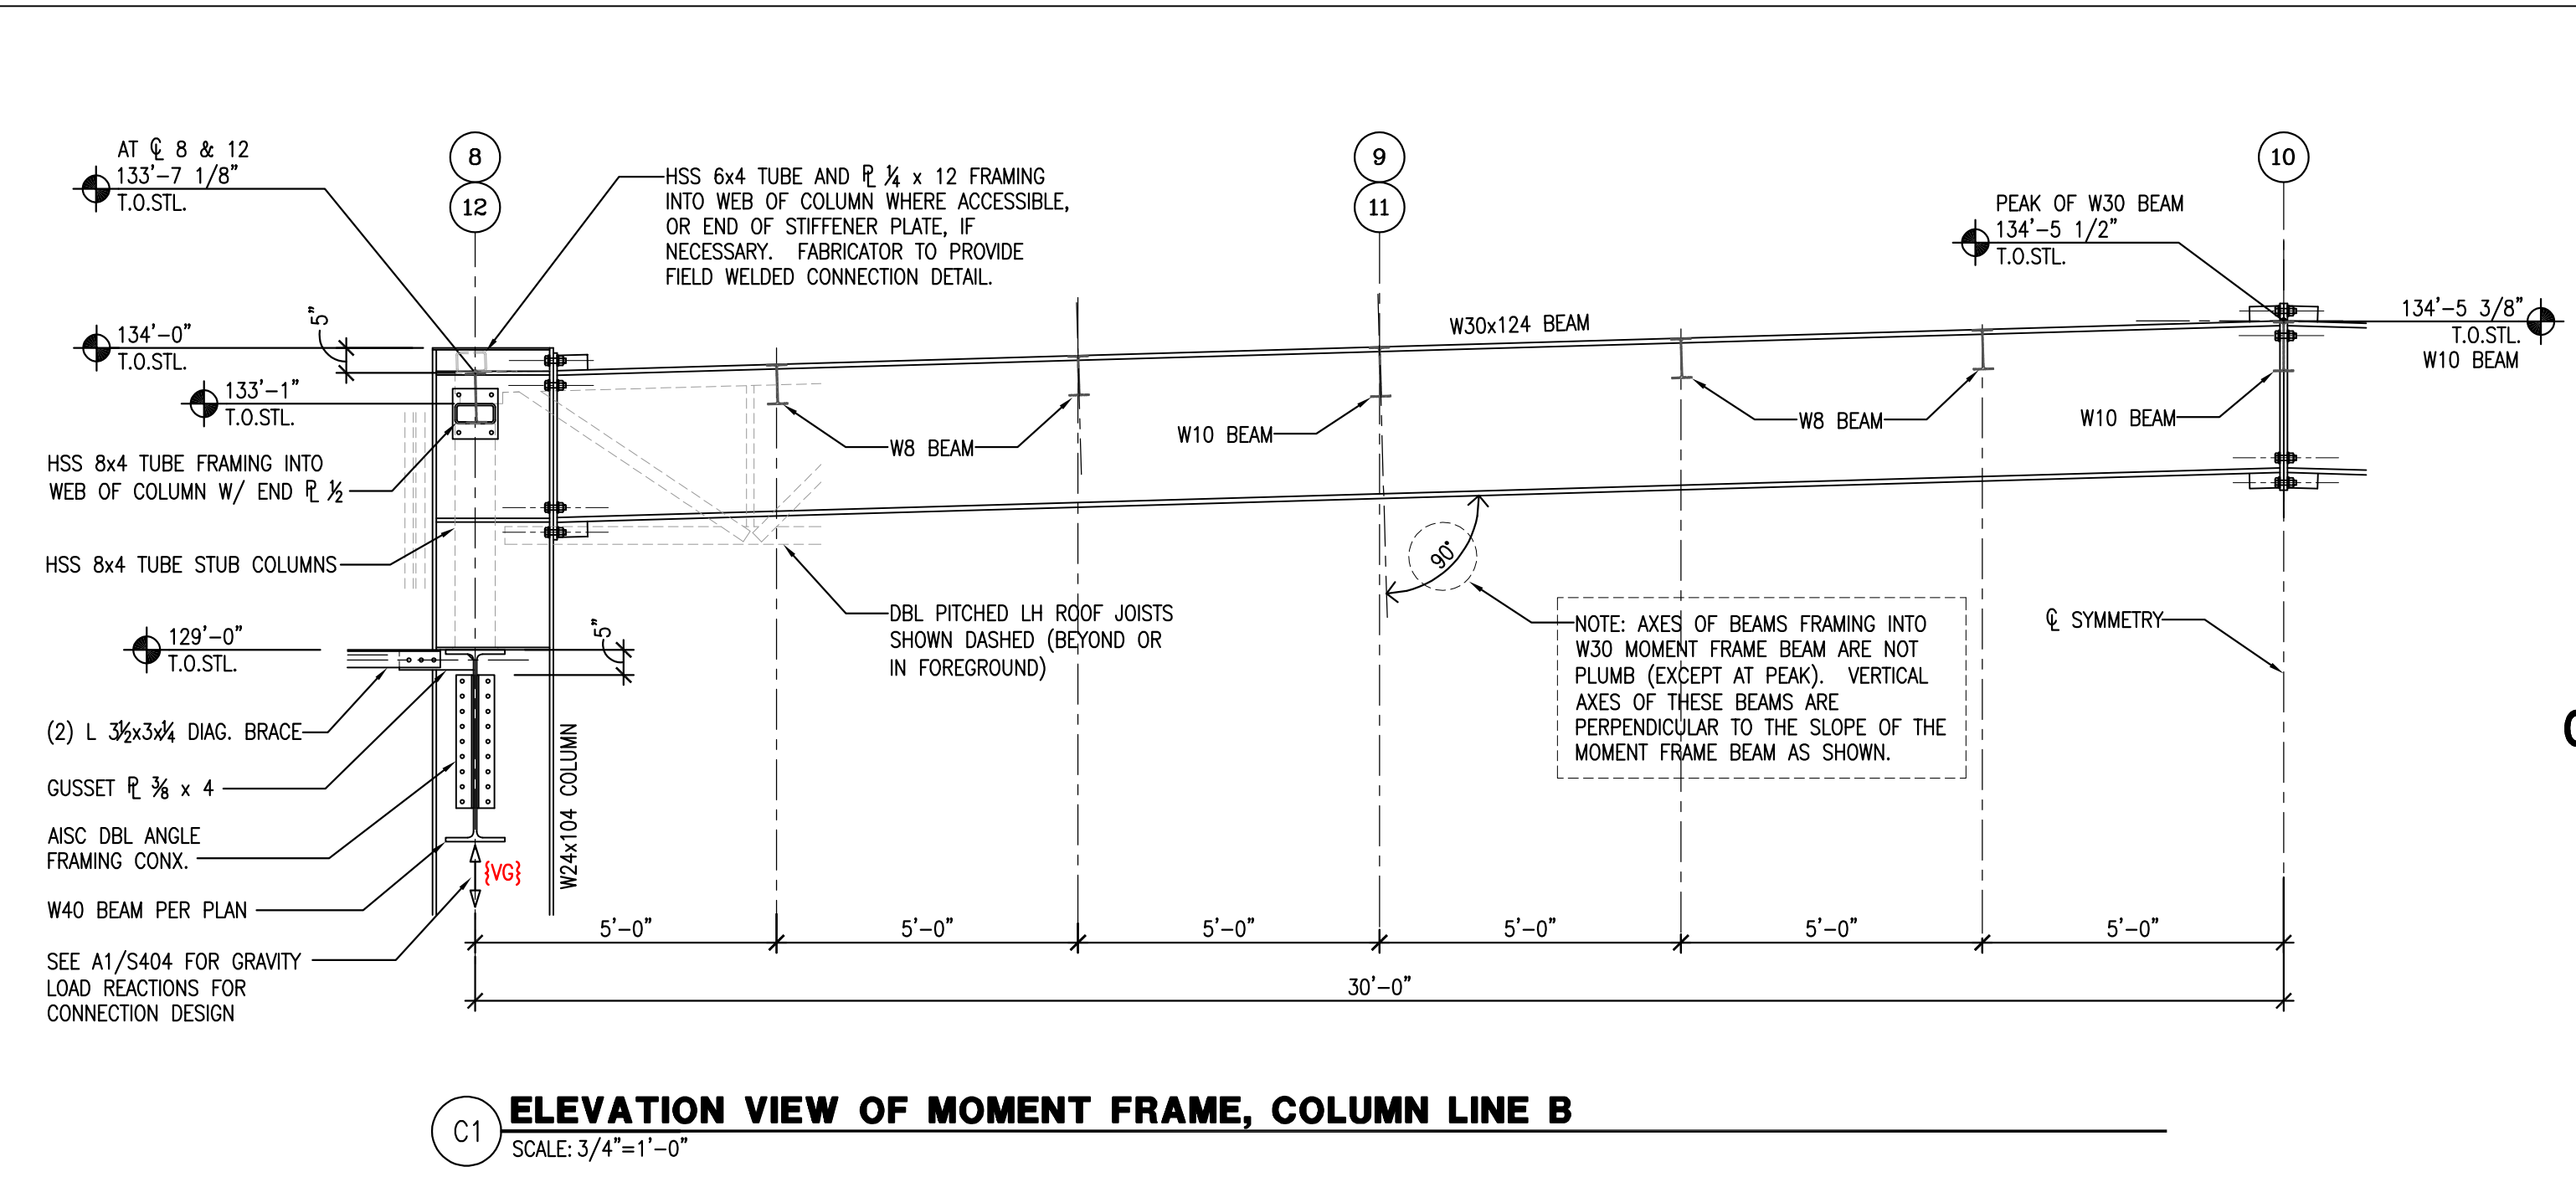 AT ℄ 8 & 12
133'-7 1/8"
T.O.STL.
8
12
HSS 6x4 TUBE AND ⅊ 1/4 x 12 FRAMING
INTO WEB OF COLUMN WHERE ACCESSIBLE,
OR END OF STIFFENER PLATE, IF
NECESSARY. FABRICATOR TO PROVIDE
FIELD WELDED CONNECTION DETAIL.
9
11
10
PEAK OF W30 BEAM
134'-5 1/2"
T.O.STL.
134'-5 3/8"
T.O.STL.
W10 BEAM
134'-0"
T.O.STL.
5"
133'-1"
T.O.STL.
W30x124 BEAM
W8 BEAM
W10 BEAM
W8 BEAM
W10 BEAM
HSS 8x4 TUBE FRAMING INTO
WEB OF COLUMN W/ END ⅊ 1/2
HSS 8x4 TUBE STUB COLUMNS
90°
DBL PITCHED LH ROOF JOISTS
SHOWN DASHED (BEYOND OR
IN FOREGROUND)
NOTE: AXES OF BEAMS FRAMING INTO
W30 MOMENT FRAME BEAM ARE NOT
PLUMB (EXCEPT AT PEAK). VERTICAL
AXES OF THESE BEAMS ARE
PERPENDICULAR TO THE SLOPE OF THE
MOMENT FRAME BEAM AS SHOWN.
℄ SYMMETRY
129'-0"
T.O.STL.
5"
(2) L 3 1/2x3x1/4 DIAG. BRACE
GUSSET ⅊ 3/8 x 4
AISC DBL ANGLE
FRAMING CONX.
W24x104 COLUMN
{VG}
W40 BEAM PER PLAN
SEE A1/S404 FOR GRAVITY
LOAD REACTIONS FOR
CONNECTION DESIGN
5'-0"
5'-0"
5'-0"
5'-0"
5'-0"
5'-0"
30'-0"
C1
ELEVATION VIEW OF MOMENT FRAME, COLUMN LINE B
SCALE: 3/4"=1'-0"